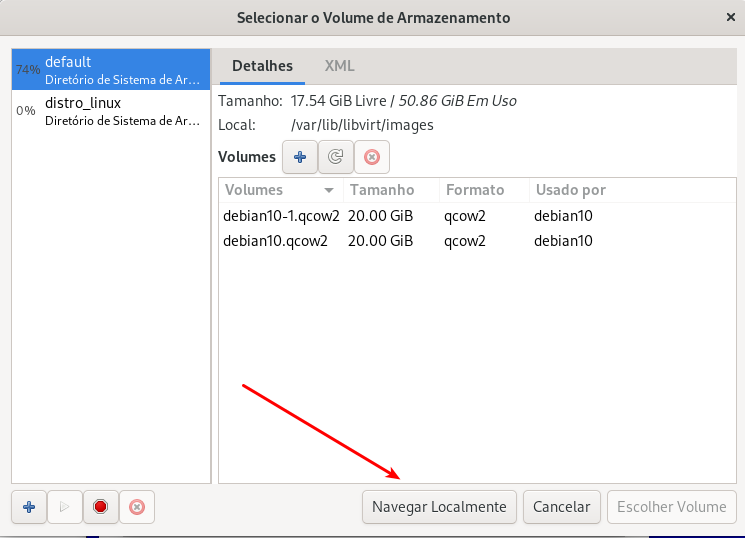 Selecionar o Volume de Armazenamento
74% default
Diretório de Sistema de Ar...
0% distro_linux
Diretório de Sistema de Ar...
Detalhes XML
Tamanho: 17.54 GiB Livre / 50.86 GiB Em Uso
Local: /var/lib/libvirt/images
Volumes
Volumes Tamanho Formato Usado por
debian10-1.qcow2 20.00 GiB qcow2 debian10
debian10.qcow2 20.00 GiB qcow2 debian10
Navegar Localmente Cancelar Escolher Volume